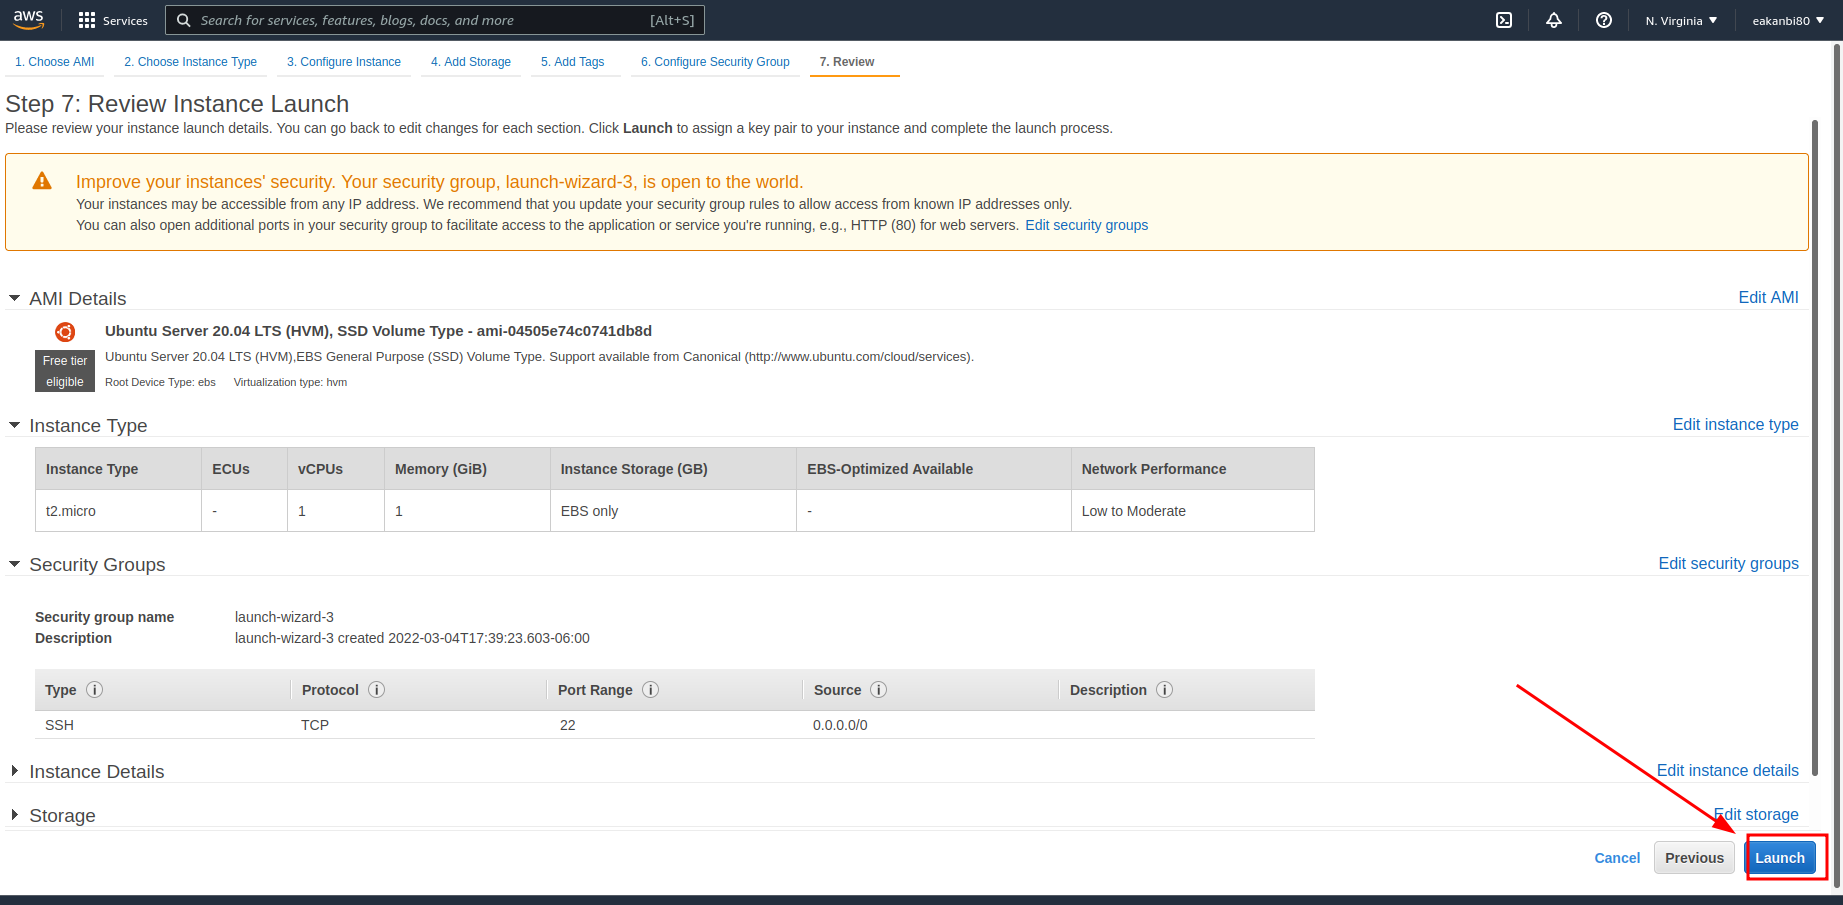 aws
Services
Search for services, features, blogs, docs, and more [Alt+S]
N. Virginia
eakanbi80
1. Choose AMI 2. Choose Instance Type 3. Configure Instance 4. Add Storage 5. Add Tags 6. Configure Security Group 7. Review
Step 7: Review Instance Launch
Please review your instance launch details. You can go back to edit changes for each section. Click Launch to assign a key pair to your instance and complete the launch process.
Improve your instances' security. Your security group, launch-wizard-3, is open to the world.
Your instances may be accessible from any IP address. We recommend that you update your security group rules to allow access from known IP addresses only.
You can also open additional ports in your security group to facilitate access to the application or service you're running, e.g., HTTP (80) for web servers. Edit security groups
AMI Details Edit AMI
Ubuntu Server 20.04 LTS (HVM), SSD Volume Type - ami-04505e74c0741db8d
Free tier eligible
Ubuntu Server 20.04 LTS (HVM),EBS General Purpose (SSD) Volume Type. Support available from Canonical (http://www.ubuntu.com/cloud/services).
Root Device Type: ebs Virtualization type: hvm
Instance Type Edit instance type
Instance Type ECUs vCPUs Memory (GiB) Instance Storage (GB) EBS-Optimized Available Network Performance
t2.micro - 1 1 EBS only - Low to Moderate
Security Groups Edit security groups
Security group name launch-wizard-3
Description launch-wizard-3 created 2022-03-04T17:39:23.603-06:00
Type Protocol Port Range Source Description
SSH TCP 22 0.0.0.0/0
Instance Details Edit instance details
Storage Edit storage
Cancel Previous Launch